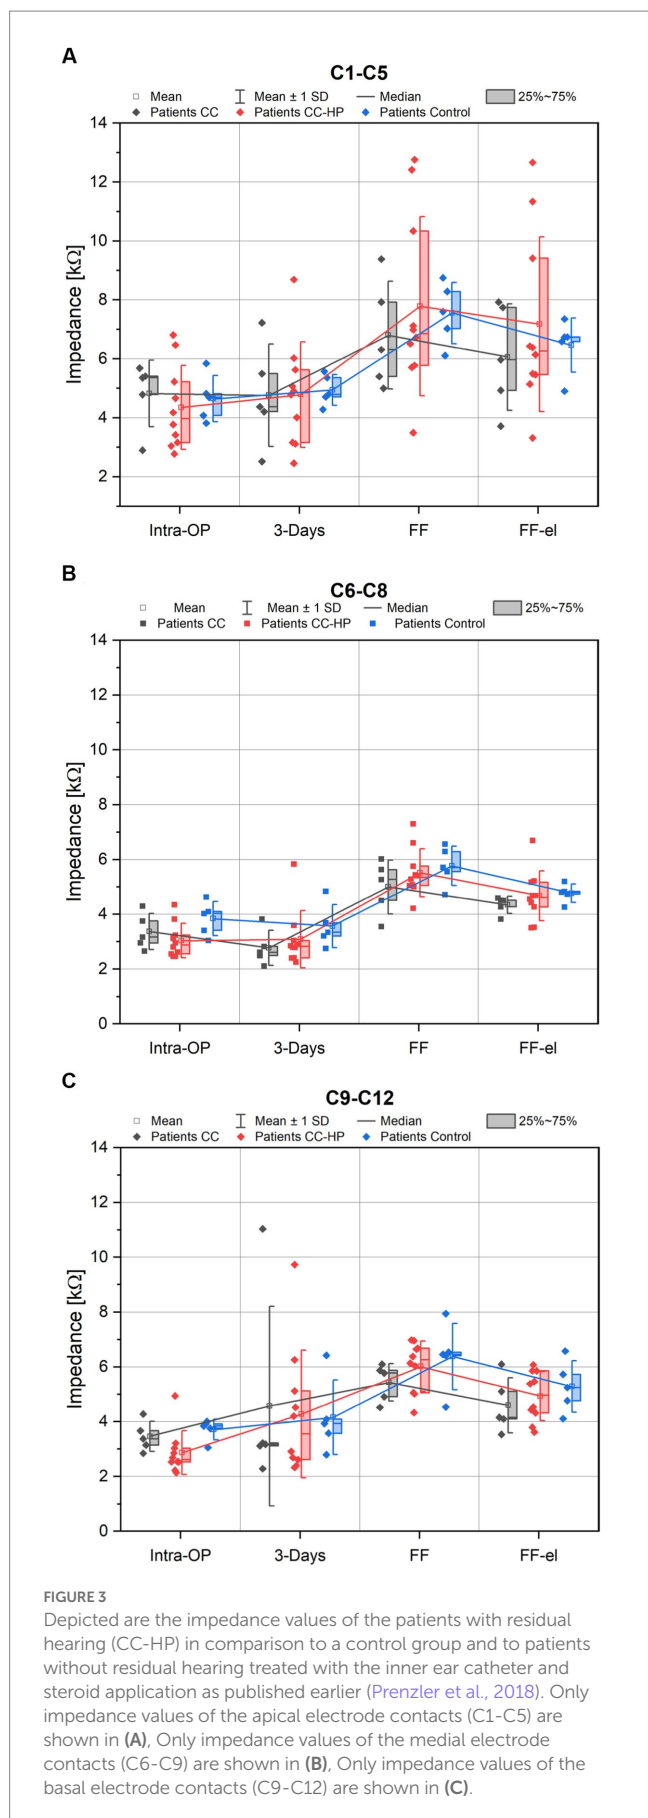 A
C1-C5
Mean Mean ± 1 SD Median 25%~75%
Patients CC Patients CC-HP Patients Control
14
12
10
8
6
4
2
Impedance [kΩ]
Intra-OP 3-Days FF FF-el
B
C6-C8
Mean Mean ± 1 SD Median 25%~75%
Patients CC Patients CC-HP Patients Control
14
12
10
8
6
4
2
0
Impedance [kΩ]
Intra-OP 3-Days FF FF-el
C
C9-C12
Mean Mean ± 1 SD Median 25%~75%
Patients CC Patients CC-HP Patients Control
14
12
10
8
6
4
2
0
Impedance [kΩ]
Intra-OP 3-Days FF FF-el
FIGURE 3
Depicted are the impedance values of the patients with residual
hearing (CC-HP) in comparison to a control group and to patients
without residual hearing treated with the inner ear catheter and
steroid application as published earlier (Prenzler et al., 2018). Only
impedance values of the apical electrode contacts (C1-C5) are
shown in (A), Only impedance values of the medial electrode
contacts (C6-C9) are shown in (B), Only impedance values of the
basal electrode contacts (C9-C12) are shown in (C).